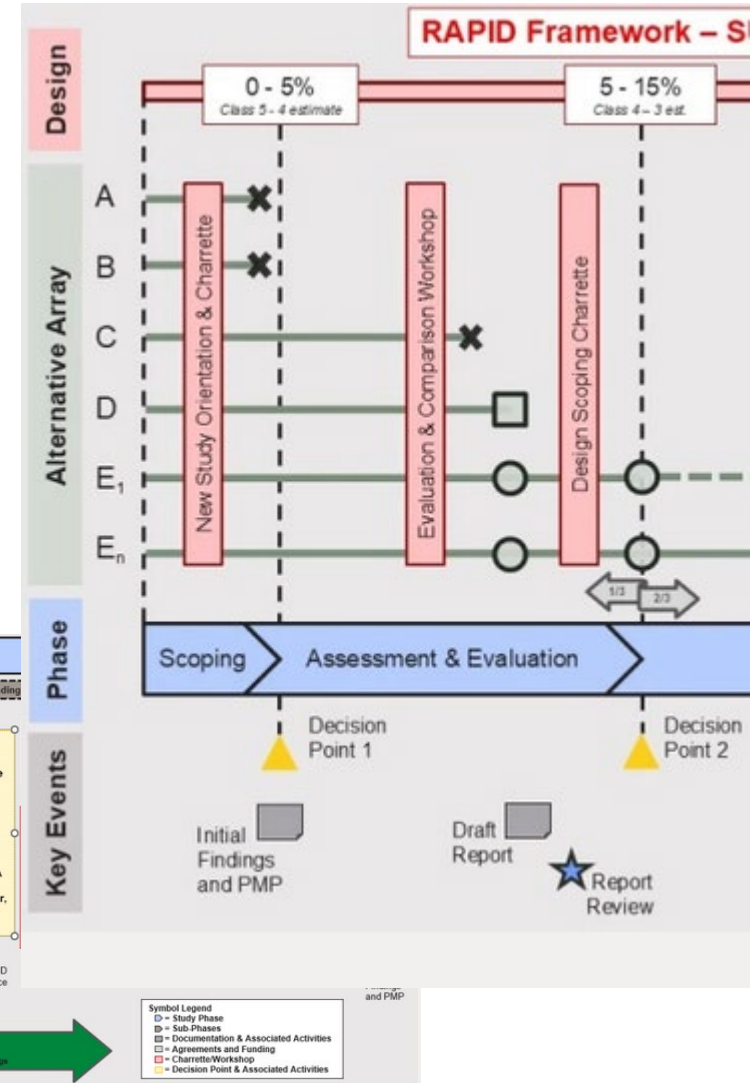 RAPID Framework – SU
Design
0 - 5%
Class 5 - 4 estimate
5 - 15%
Class 4 – 3 est.
Alternative Array
A
B
C
D
E1
En
New Study Orientation & Charrette
Evaluation & Comparison Workshop
Design Scoping Charrette
1/3
2/3
Phase
Scoping
Assessment & Evaluation
Key Events
Decision
Point 1
Decision
Point 2
Initial
Findings
and PMP
Draft
Report
Report
Review
and PMP
Symbol Legend
= Study Phase
= Sub-Phases
= Documentation & Associated Activities
= Agreements and Funding
= Charrette/Workshop
= Decision Point & Associated Activities